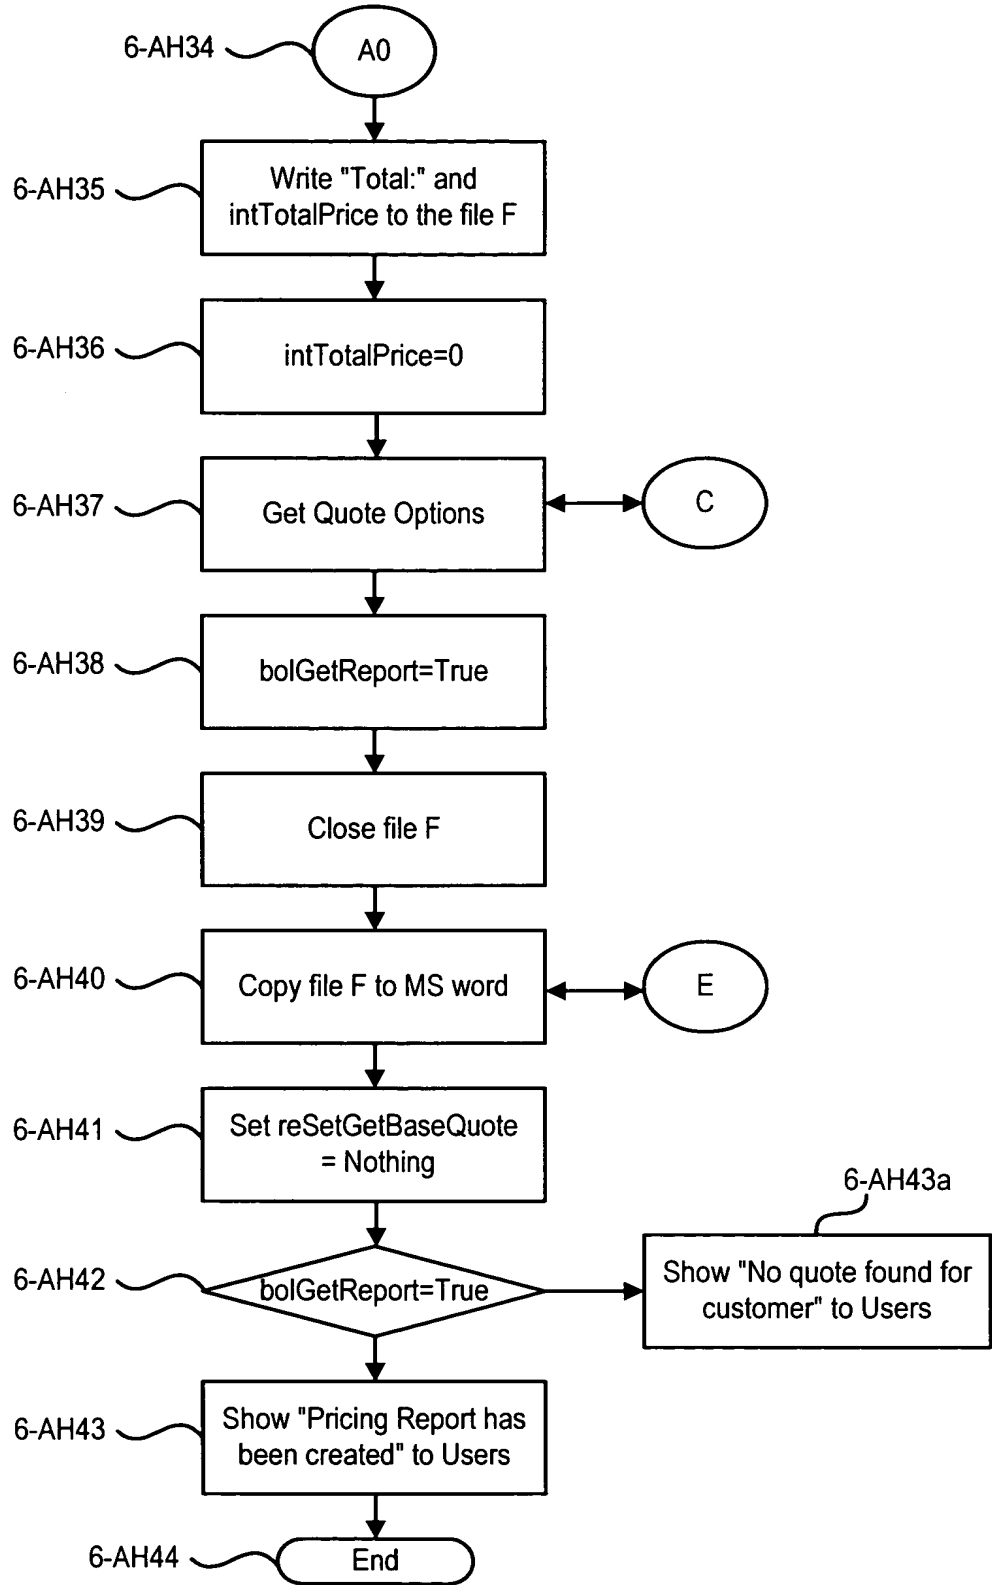 6-AH34
A0
6-AH35
Write "Total:" and
intTotalPrice to the file F
6-AH36
intTotalPrice=0
6-AH37
Get Quote Options
C
6-AH38
bolGetReport=True
6-AH39
Close file F
6-AH40
Copy file F to MS word
E
6-AH41
Set reSetGetBaseQuote
= Nothing
6-AH43a
6-AH42
bolGetReport=True
Show "No quote found for
customer" to Users
6-AH43
Show "Pricing Report has
been created" to Users
6-AH44
End